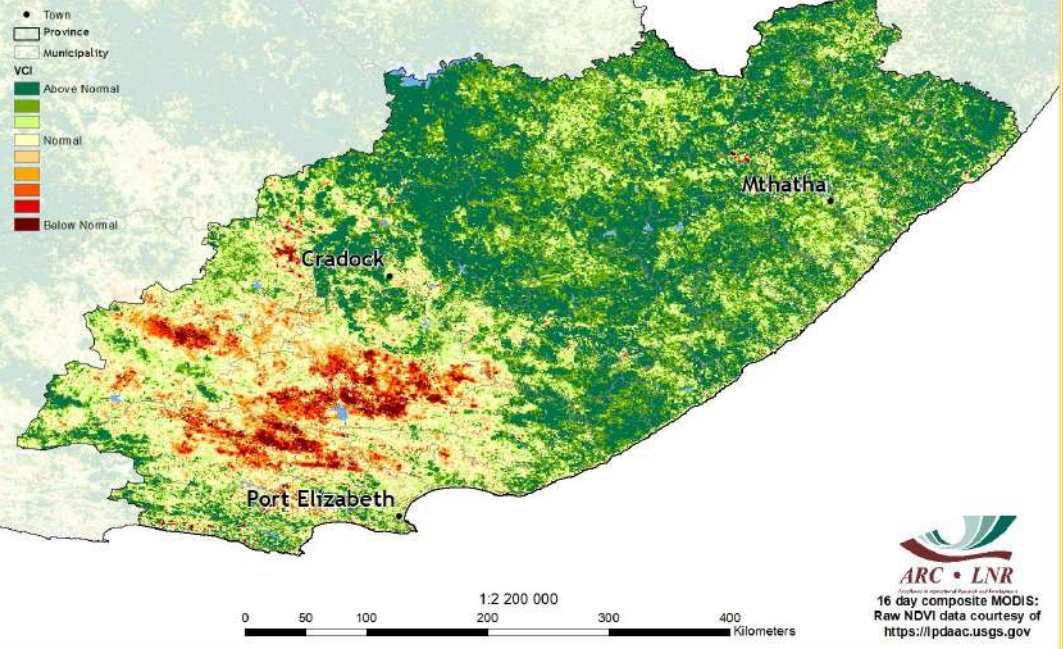 Town
Province
Municipality
VCI
Above Normal
Normal
Below Normal
Mthatha
Cradock
Port Elizabeth
1:2 200 000
0 50 100 200 300 400
Kilometers
ARC • LNR
16 day composite MODIS:
Raw NDVI data courtesy of
https://lpdaac.usgs.gov